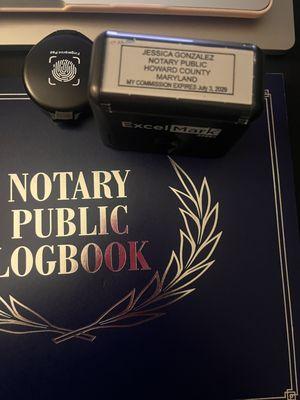 Fingerprint Pad
JESSICA GONZALEZ
NOTARY PUBLIC
HOWARD COUNTY
MARYLAND
MY COMMISSION EXPIRES July 3, 2029
ExcelMark
NOTARY
PUBLIC
LOGBOOK